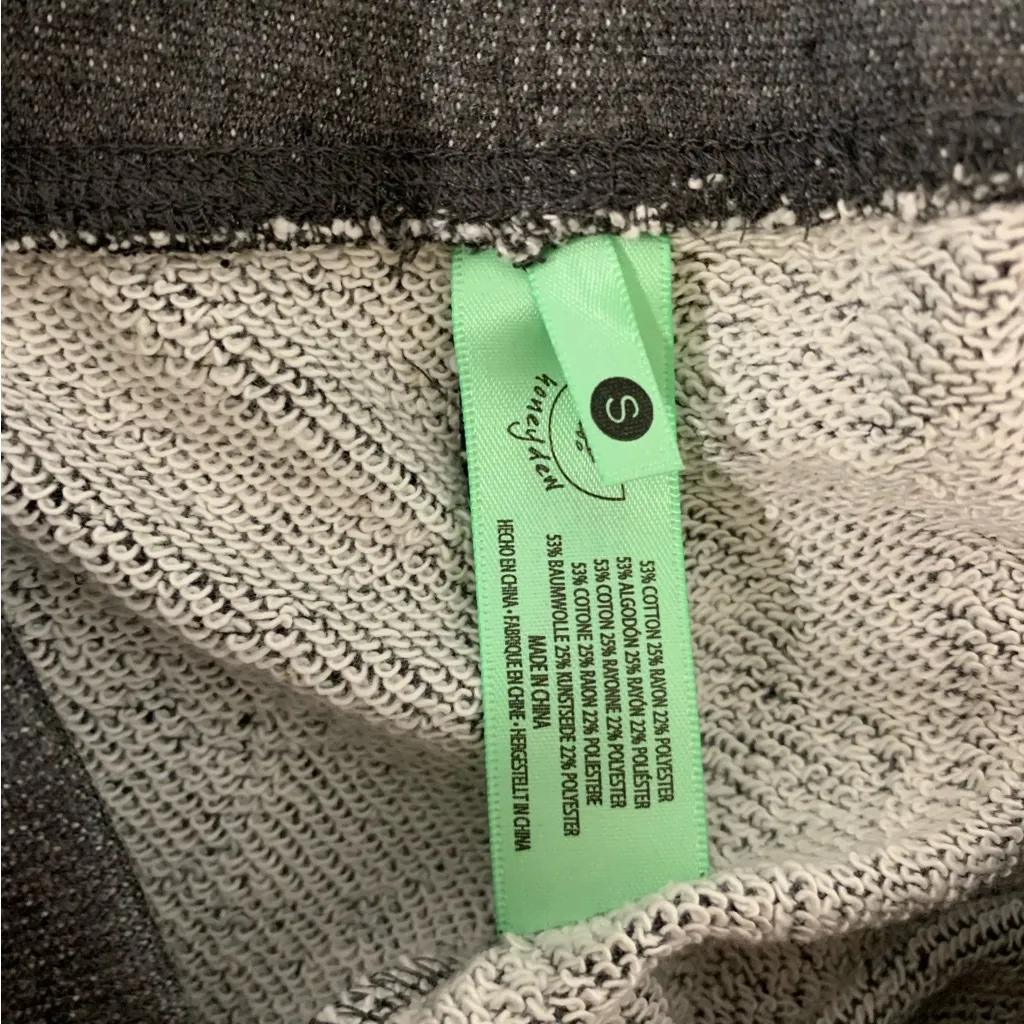 S
honeydew
53% COTTON 25% RAYON 22% POLYESTER
53% ALGODÓN 25% RAYÓN 22% POLIÉSTER
53% COTON 25% RAYONNE 22% POLYESTER
53% COTONE 25% RAION 22% POLIESTERE
53% BAUMWOLLE 25% KUNSTSEIDE 22% POLYESTER
MADE IN CHINA
HECHO EN CHINA • FABRIQUE EN CHINE • HERGESTELLT IN CHINA